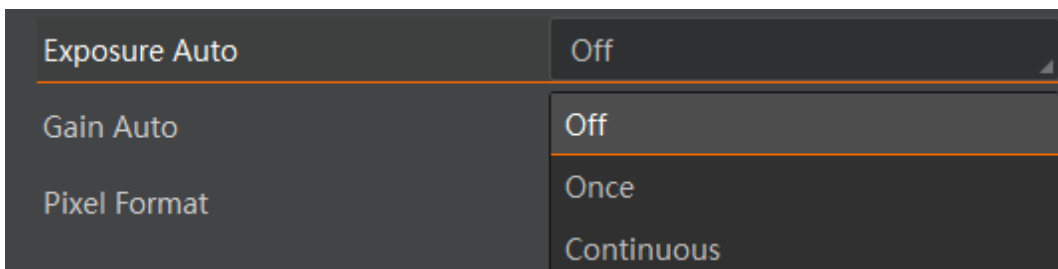 Exposure Auto Off
Gain Auto Off
Pixel Format Once
Continuous